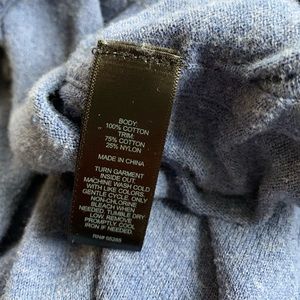 BODY:
100% COTTON
TRIM:
75% COTTON
25% NYLON
MADE IN CHINA
TURN GARMENT
INSIDE OUT.
MACHINE WASH COLD
WITH LIKE COLORS.
GENTLE CYCLE ONLY
NON-CHLORINE
BLEACH WHEN
NEEDED. TUMBLE DRY
LOW. REMOVE
PROMPTLY COOL
IRON IF NEEDED.
RN#